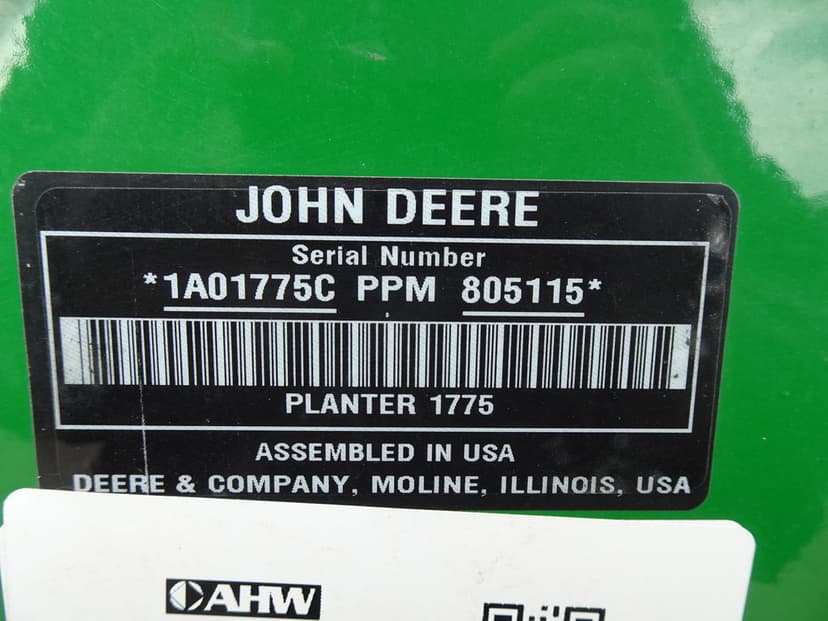 JOHN DEERE
Serial Number
*1A01775C PPM 805115*
PLANTER 1775
ASSEMBLED IN USA
DEERE & COMPANY, MOLINE, ILLINOIS, USA
AHW